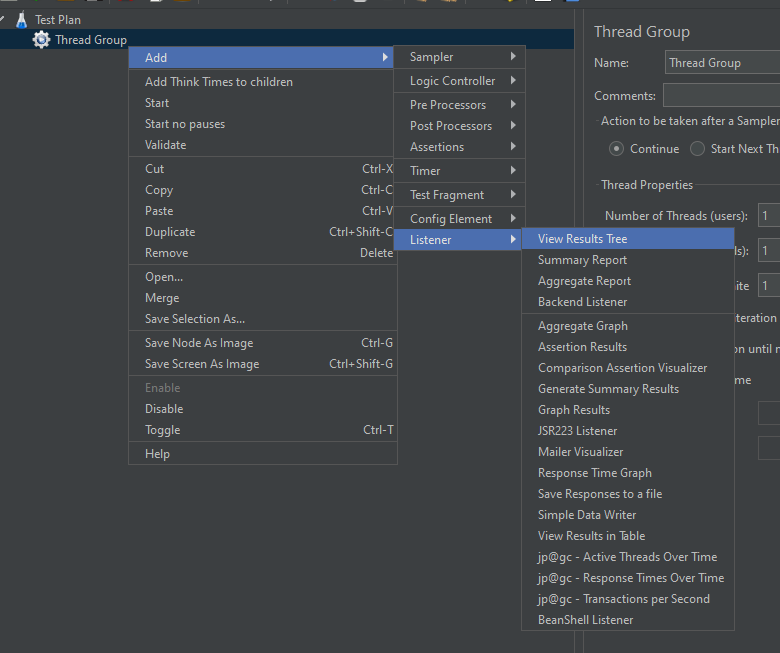 Test Plan
Thread Group
Add
Add Think Times to children
Start
Start no pauses
Validate
Cut Ctrl-X
Copy Ctrl-C
Paste Ctrl-V
Duplicate Ctrl+Shift-C
Remove Delete
Open...
Merge
Save Selection As...
Save Node As Image Ctrl-G
Save Screen As Image Ctrl+Shift-G
Enable
Disable
Toggle Ctrl-T
Help
Sampler
Logic Controller
Pre Processors
Post Processors
Assertions
Timer
Test Fragment
Config Element
Listener
View Results Tree
Summary Report
Aggregate Report
Backend Listener
Aggregate Graph
Assertion Results
Comparison Assertion Visualizer
Generate Summary Results
Graph Results
JSR223 Listener
Mailer Visualizer
Response Time Graph
Save Responses to a file
Simple Data Writer
View Results in Table
jp@gc - Active Threads Over Time
jp@gc - Response Times Over Time
jp@gc - Transactions per Second
BeanShell Listener
Thread Group
Name: Thread Group
Comments:
Action to be taken after a Sampler
Continue Start Next Th
Thread Properties
Number of Threads (users): 1
s): 1
ite 1
teration
on until n
me